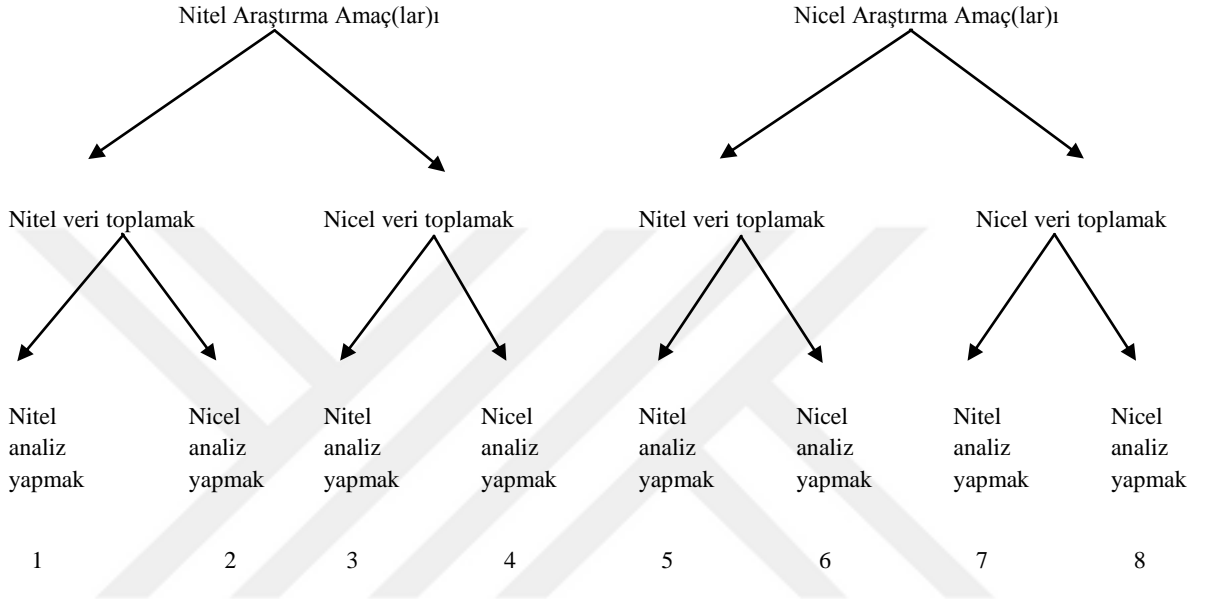 Nitel Araştırma Amaç(lar)ı Nicel Araştırma Amaç(lar)ı
Nitel veri toplamak Nicel veri toplamak Nitel veri toplamak Nicel veri toplamak
Nitel Nicel Nitel Nicel Nitel Nicel Nitel Nicel
analiz analiz analiz analiz analiz analiz analiz analiz
yapmak yapmak yapmak yapmak yapmak yapmak yapmak yapmak
1 2 3 4 5 6 7 8